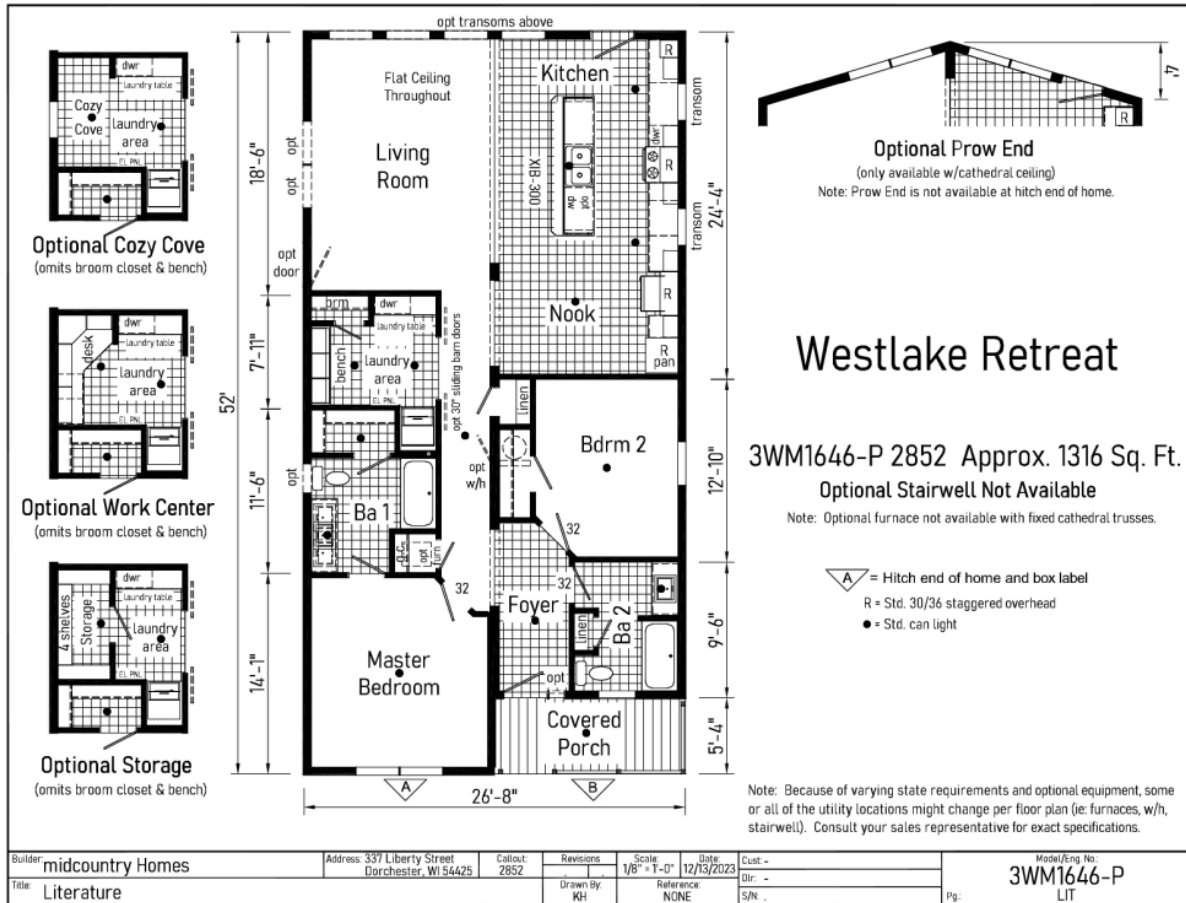 opt transoms above
dwr
laundry table
Cozy
Cove
laundry
area
EL PNL
Optional Cozy Cove
(omits broom closet & bench)
dwr
laundry table
desk
laundry
area
EL PNL
Optional Work Center
(omits broom closet & bench)
dwr
laundry table
4 shelves
Storage
laundry
area
EL PNL
Optional Storage
(omits broom closet & bench)
52'
18'-6"
7'-11"
11'-6"
14'-1"
Flat Ceiling
Throughout
Living
Room
opt
opt
opt
door
Kitchen
R
XIB-300
dw
opt
dwr
R
transom
transom
24'-4"
Nook
R
R
pan
brm
dwr
laundry table
bench
laundry
area
EL PNL
opt 30" sliding barn doors
linen
opt
w/h
Bdrm 2
12'-10"
opt
Ba 1
o.c.
opt
furn
32
32
32
Foyer
linen
Ba 2
9'-6"
Master
Bedroom
opt
Covered
Porch
5'-4"
A
B
26'-8"
4'
R
Optional Prow End
(only available w/cathedral ceiling)
Note: Prow End is not available at hitch end of home.
Westlake Retreat
3WM1646-P 2852 Approx. 1316 Sq. Ft.
Optional Stairwell Not Available
Note: Optional furnace not available with fixed cathedral trusses.
A = Hitch end of home and box label
R = Std. 30/36 staggered overhead
● = Std. can light
Note: Because of varying state requirements and optional equipment, some
or all of the utility locations might change per floor plan (ie: furnaces, w/h,
stairwell). Consult your sales representative for exact specifications.
Builder: midcountry Homes
Address: 337 Liberty Street
Dorchester, WI 54425
Callout:
2852
Revisions
Scale:
1/8" = 1'-0"
Date:
12/13/2023
Cust: -
Dlr: -
S/N: .
Model/Eng. No.:
3WM1646-P
Title: Literature
Drawn By:
KH
Reference:
NONE
Pg.: LIT